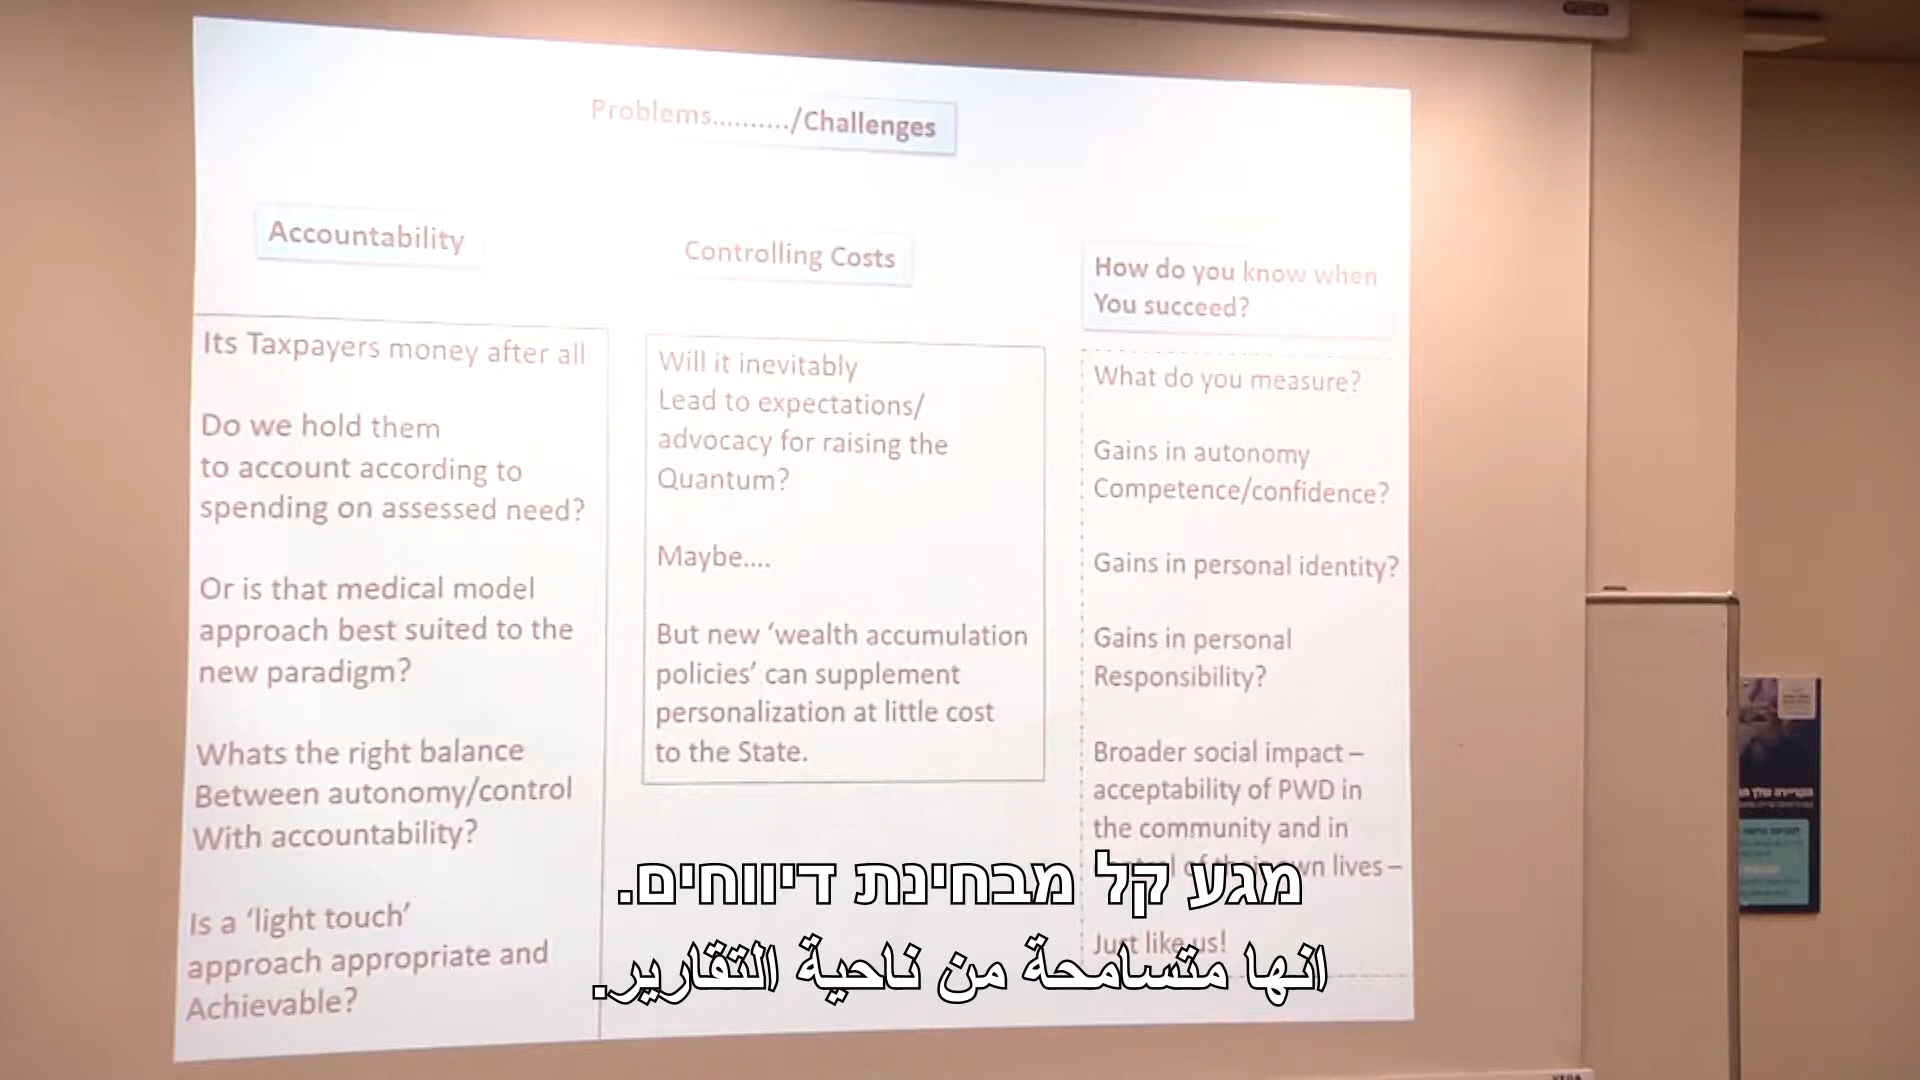 Problems........../Challenges
Accountability
Its Taxpayers money after all
Do we hold them
to account according to
spending on assessed need?
Or is that medical model
approach best suited to the
new paradigm?
Whats the right balance
Between autonomy/control
With accountability?
Is a ‘light touch’
approach appropriate and
Achievable?
Controlling Costs
Will it inevitably
Lead to expectations/
advocacy for raising the
Quantum?
Maybe....
But new ‘wealth accumulation
policies’ can supplement
personalization at little cost
to the State.
How do you know when
You succeed?
What do you measure?
Gains in autonomy
Competence/confidence?
Gains in personal identity?
Gains in personal
Responsibility?
Broader social impact –
acceptability of PWD in
the community and in
control of their own lives –
Just like us!
מגע קל מבחינת דיווחים.
انها متسامحة من ناحية التقارير.